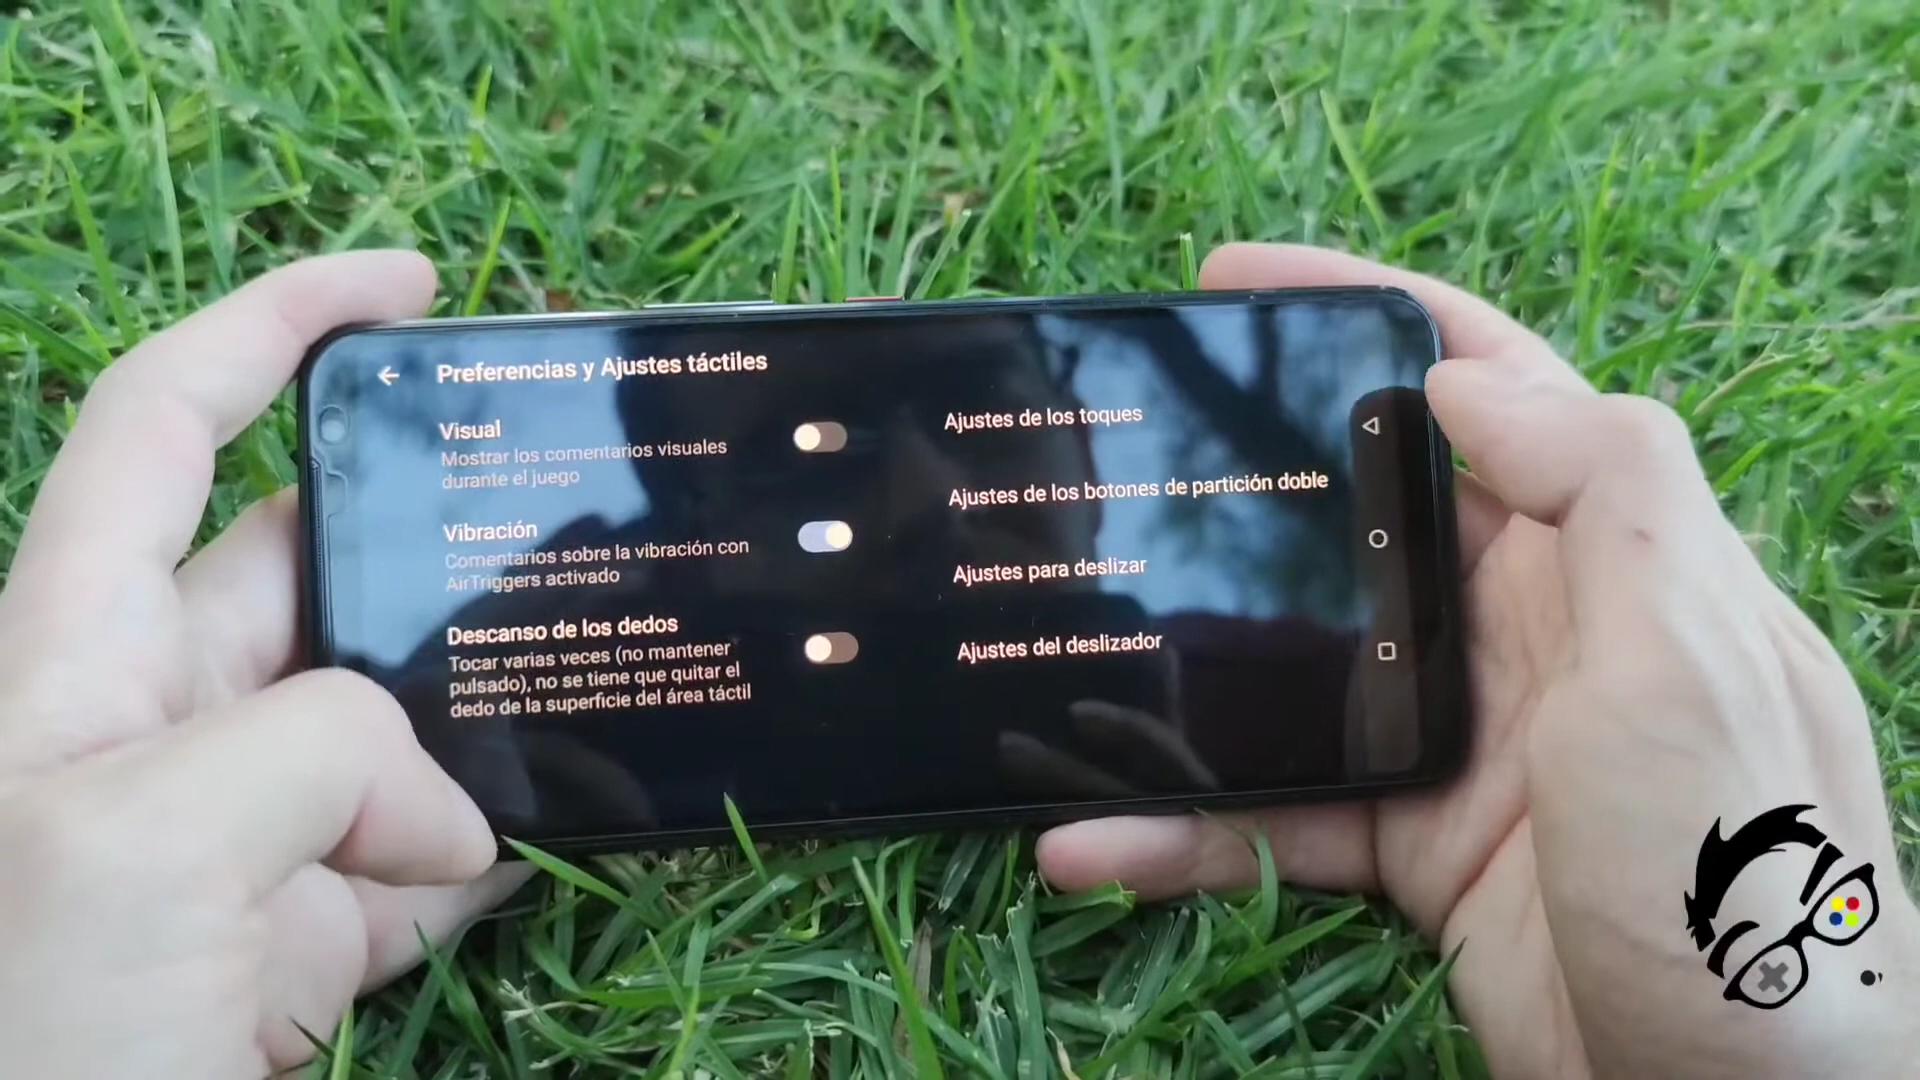 Preferencias y Ajustes táctiles
Visual
Mostrar los comentarios visuales
durante el juego
Vibración
Comentarios sobre la vibración con
AirTriggers activado
Descanso de los dedos
Tocar varias veces (no mantener
pulsado), no se tiene que quitar el
dedo de la superficie del área táctil
Ajustes de los toques
Ajustes de los botones de partición doble
Ajustes para deslizar
Ajustes del deslizador